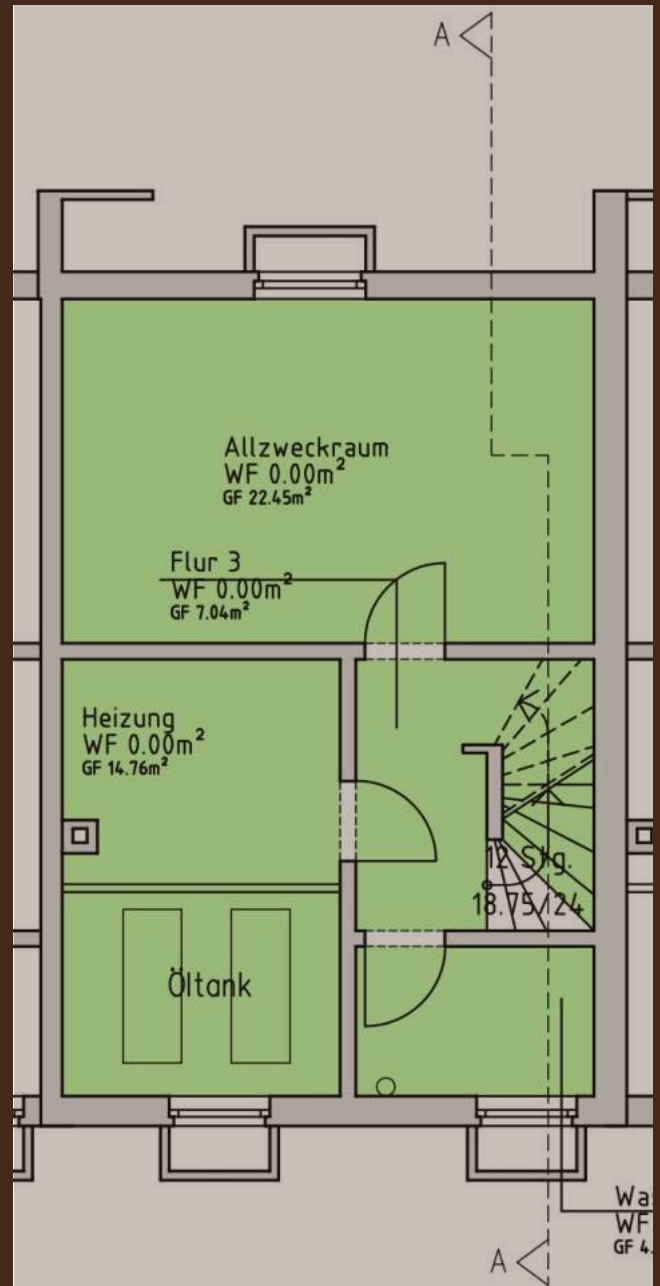 A
Allzweckraum
WF 0.00m²
GF 22.45m²
Flur 3
WF 0.00m²
GF 7.04m²
Heizung
WF 0.00m²
GF 14.76m²
12 Stg.
18.75/24
Öltank
WF
GF 4.
A